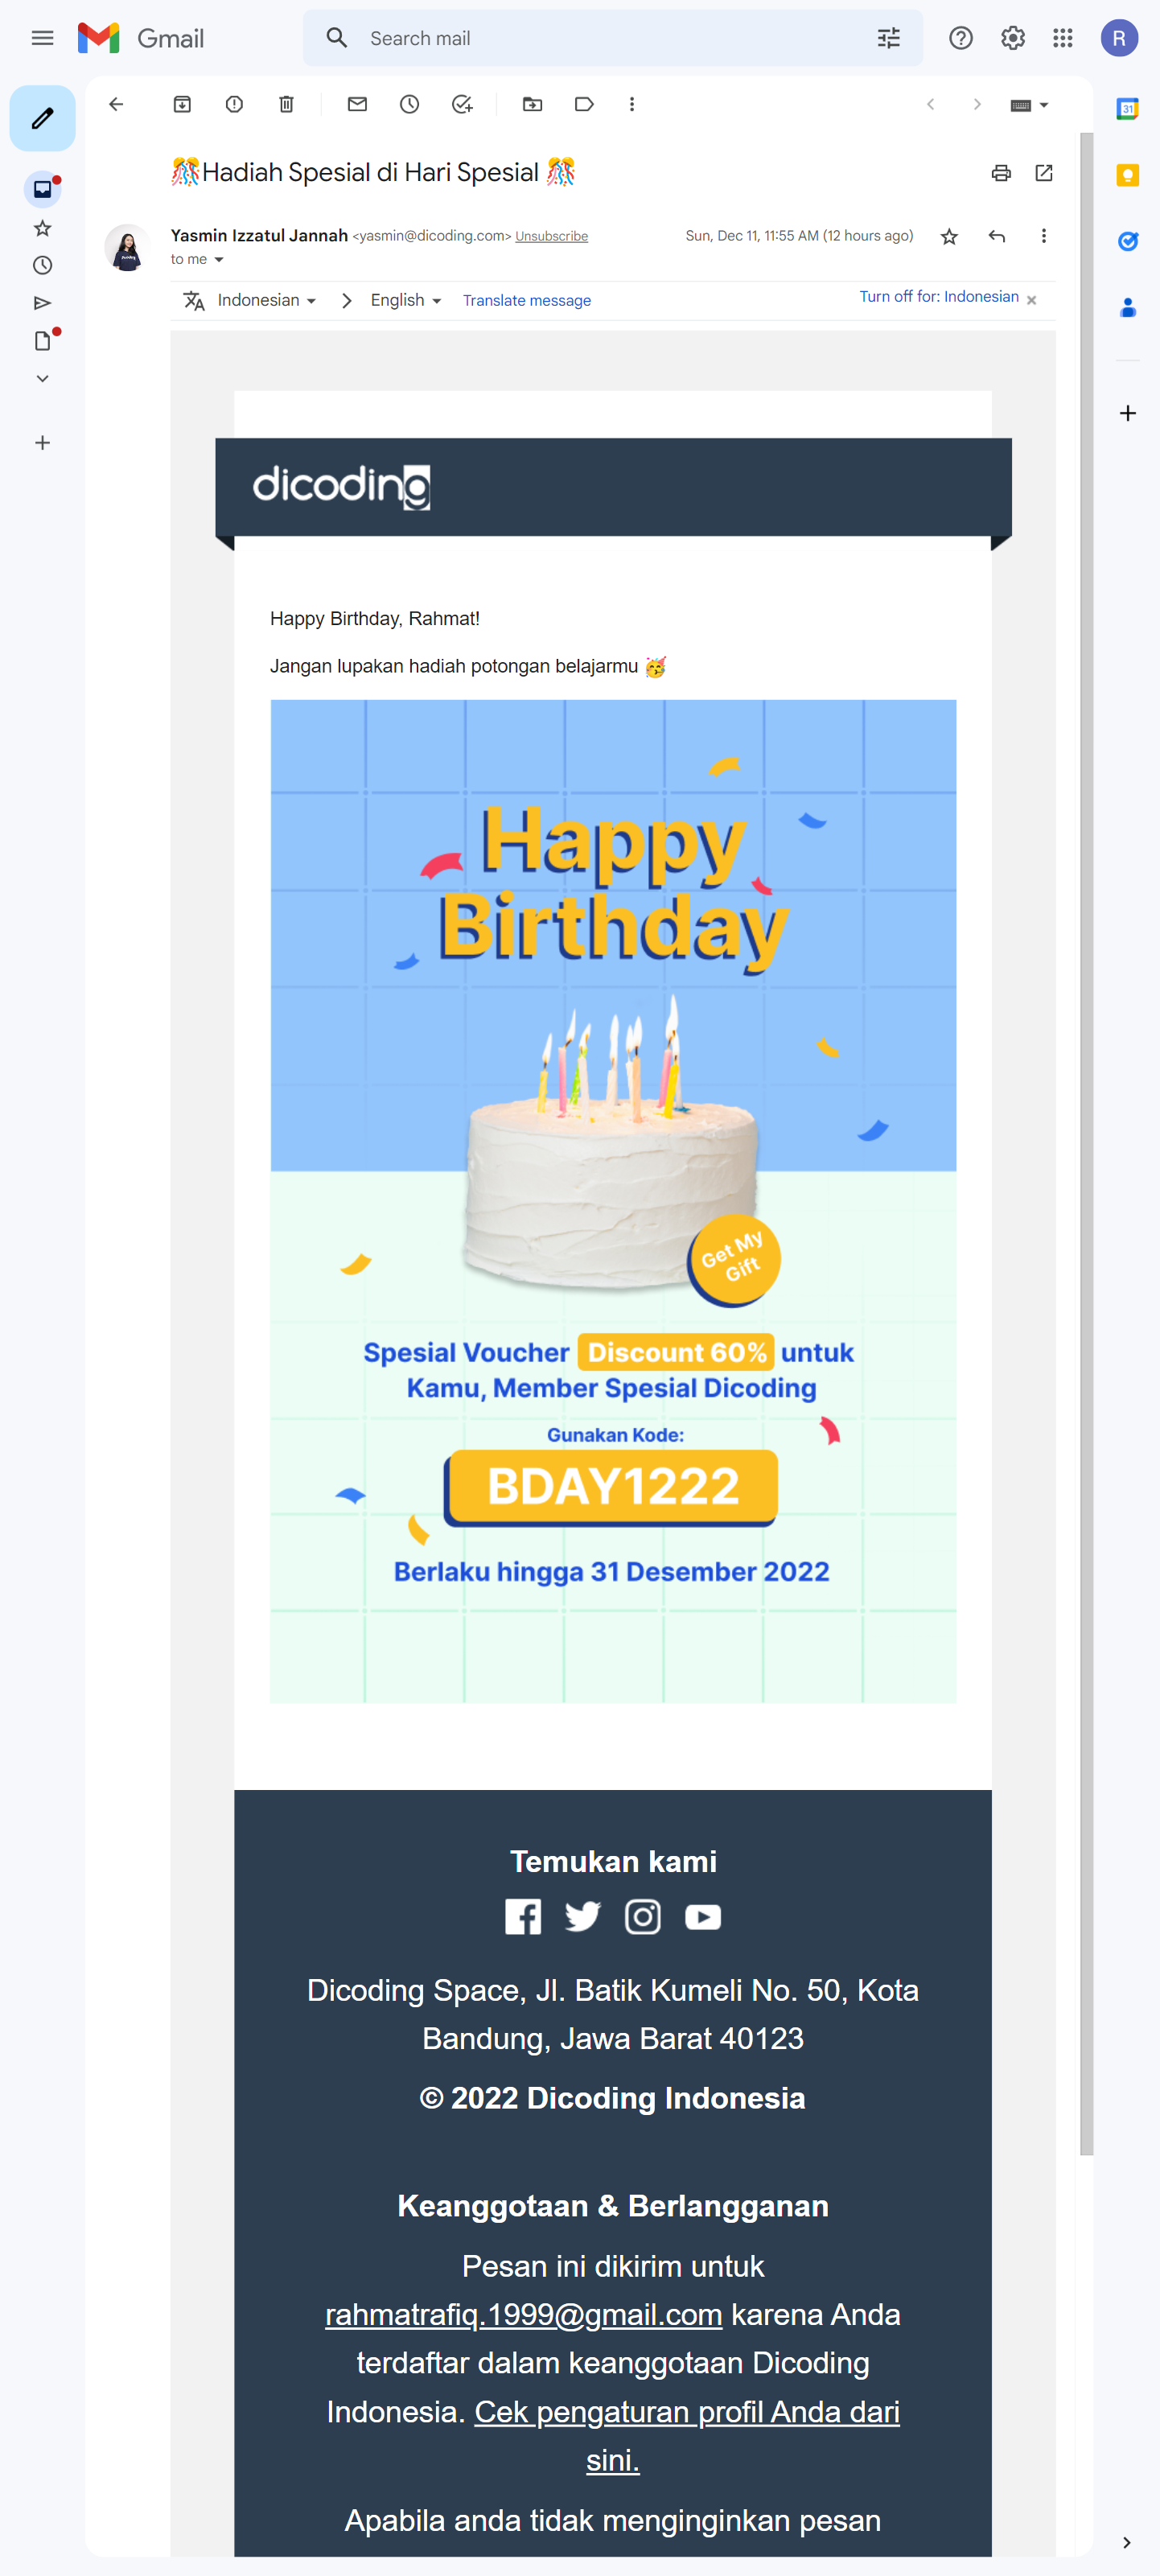 Gmail
Search mail
R
31
🎊Hadiah Spesial di Hari Spesial 🎊
Yasmin Izzatul Jannah <yasmin@dicoding.com> Unsubscribe
Sun, Dec 11, 11:55 AM (12 hours ago)
to me
Indonesian > English Translate message
Turn off for: Indonesian ×
dicoding
Happy Birthday, Rahmat!
Jangan lupakan hadiah potongan belajarmu 🥳
Happy
Birthday
Get My
Gift
Spesial Voucher Discount 60% untuk
Kamu, Member Spesial Dicoding
Gunakan Kode:
BDAY1222
Berlaku hingga 31 Desember 2022
Temukan kami
Dicoding Space, Jl. Batik Kumeli No. 50, Kota
Bandung, Jawa Barat 40123
© 2022 Dicoding Indonesia
Keanggotaan & Berlangganan
Pesan ini dikirim untuk
rahmatrafiq.1999@gmail.com karena Anda
terdaftar dalam keanggotaan Dicoding
Indonesia. Cek pengaturan profil Anda dari
sini.
Apabila anda tidak menginginkan pesan